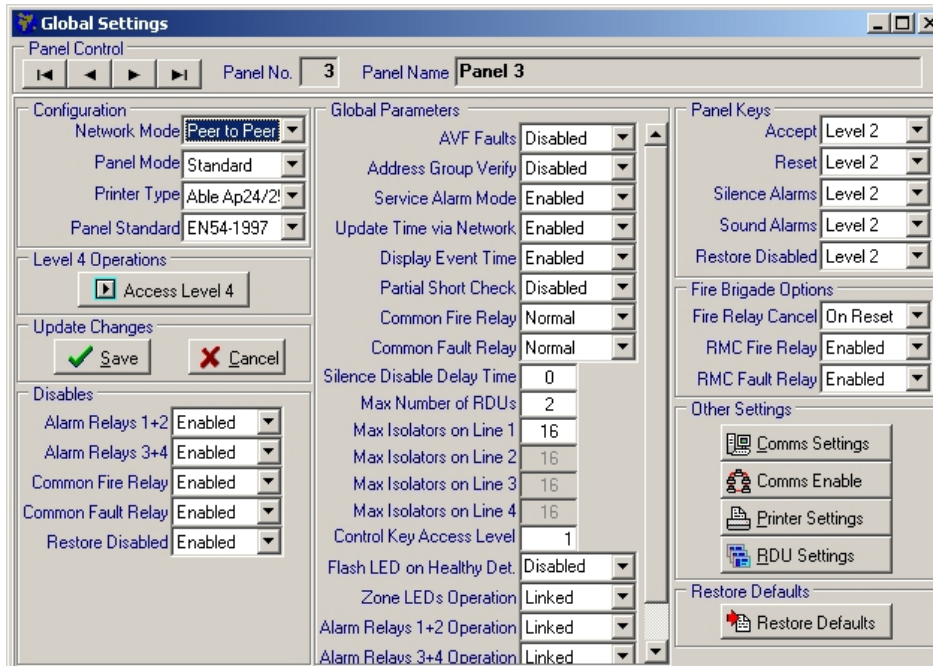 Global Settings
Panel Control
Panel No. 3 Panel Name Panel 3
Configuration
Network Mode Peer to Peer
Panel Mode Standard
Printer Type Able Ap24/2
Panel Standard EN54-1997
Level 4 Operations
Access Level 4
Update Changes
Save Cancel
Disables
Alarm Relays 1+2 Enabled
Alarm Relays 3+4 Enabled
Common Fire Relay Enabled
Common Fault Relay Enabled
Restore Disabled Enabled
Global Parameters
AVF Faults Disabled
Address Group Verify Disabled
Service Alarm Mode Enabled
Update Time via Network Enabled
Display Event Time Enabled
Partial Short Check Disabled
Common Fire Relay Normal
Common Fault Relay Normal
Silence Disable Delay Time 0
Max Number of RDUs 2
Max Isolators on Line 1 16
Max Isolators on Line 2 16
Max Isolators on Line 3 16
Max Isolators on Line 4 16
Control Key Access Level 1
Flash LED on Healthy Det. Disabled
Zone LEDs Operation Linked
Alarm Relays 1+2 Operation Linked
Alarm Relays 3+4 Operation Linked
Panel Keys
Accept Level 2
Reset Level 2
Silence Alarms Level 2
Sound Alarms Level 2
Restore Disabled Level 2
Fire Brigade Options
Fire Relay Cancel On Reset
RMC Fire Relay Enabled
RMC Fault Relay Enabled
Other Settings
Comms Settings
Comms Enable
Printer Settings
RDU Settings
Restore Defaults
Restore Defaults